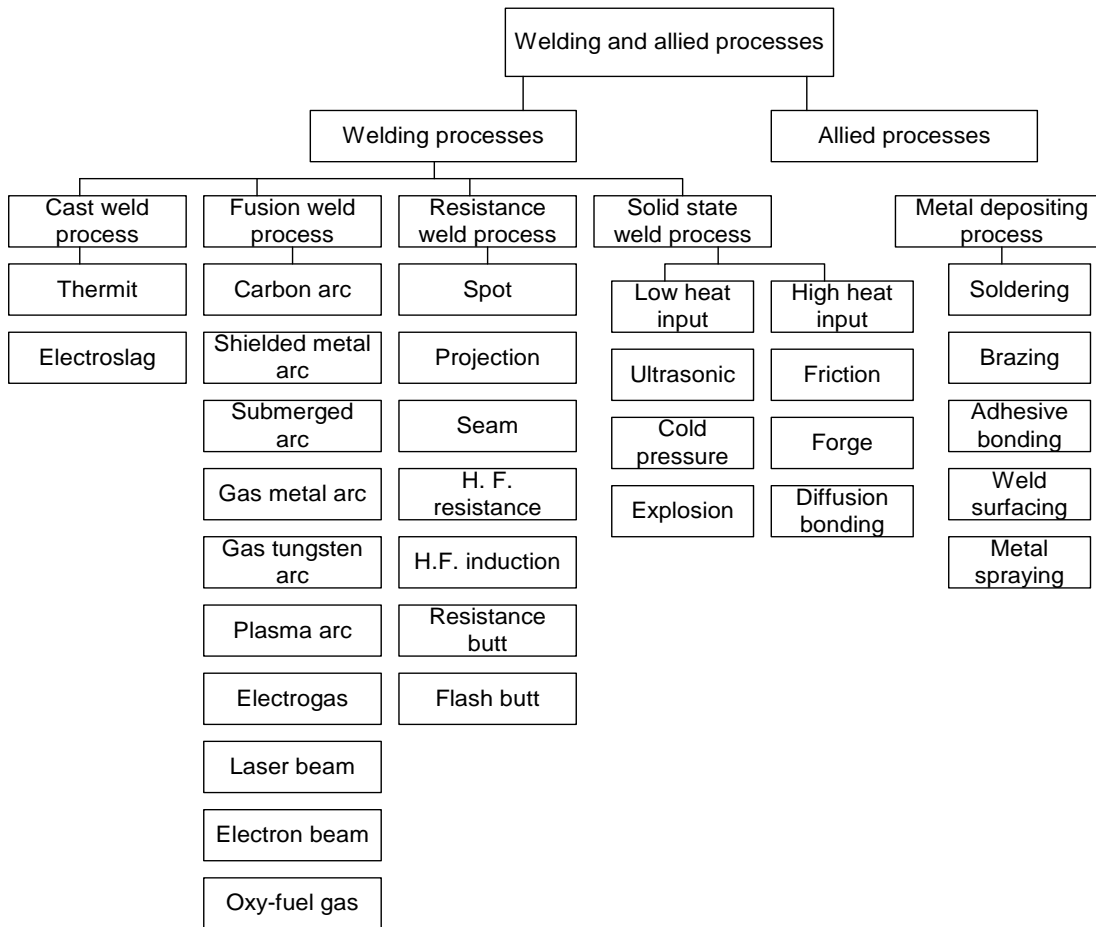 Welding and allied processes
Welding processes
Allied processes
Cast weld
process
Thermit
Electroslag
Fusion weld
process
Carbon arc
Shielded metal
arc
Submerged
arc
Gas metal arc
Gas tungsten
arc
Plasma arc
Electrogas
Laser beam
Electron beam
Oxy-fuel gas
Resistance
weld process
Spot
Projection
Seam
H. F.
resistance
H.F. induction
Resistance
butt
Flash butt
Solid state
weld process
Low heat
input
Ultrasonic
Cold
pressure
Explosion
High heat
input
Friction
Forge
Diffusion
bonding
Metal depositing
process
Soldering
Brazing
Adhesive
bonding
Weld
surfacing
Metal
spraying